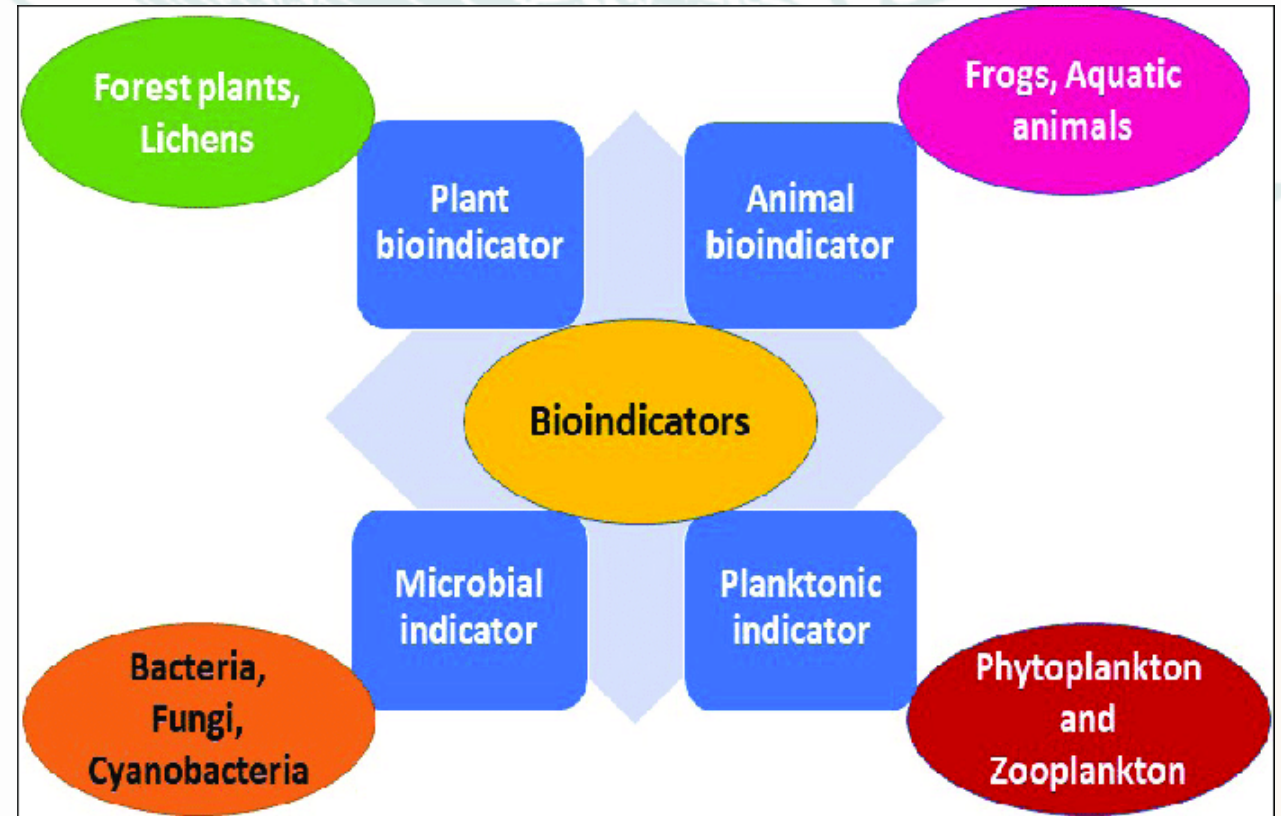 Forest plants,
Lichens
Frogs, Aquatic
animals
Plant
bioindicator
Animal
bioindicator
Bioindicators
Microbial
indicator
Planktonic
indicator
Bacteria,
Fungi,
Cyanobacteria
Phytoplankton
and
Zooplankton